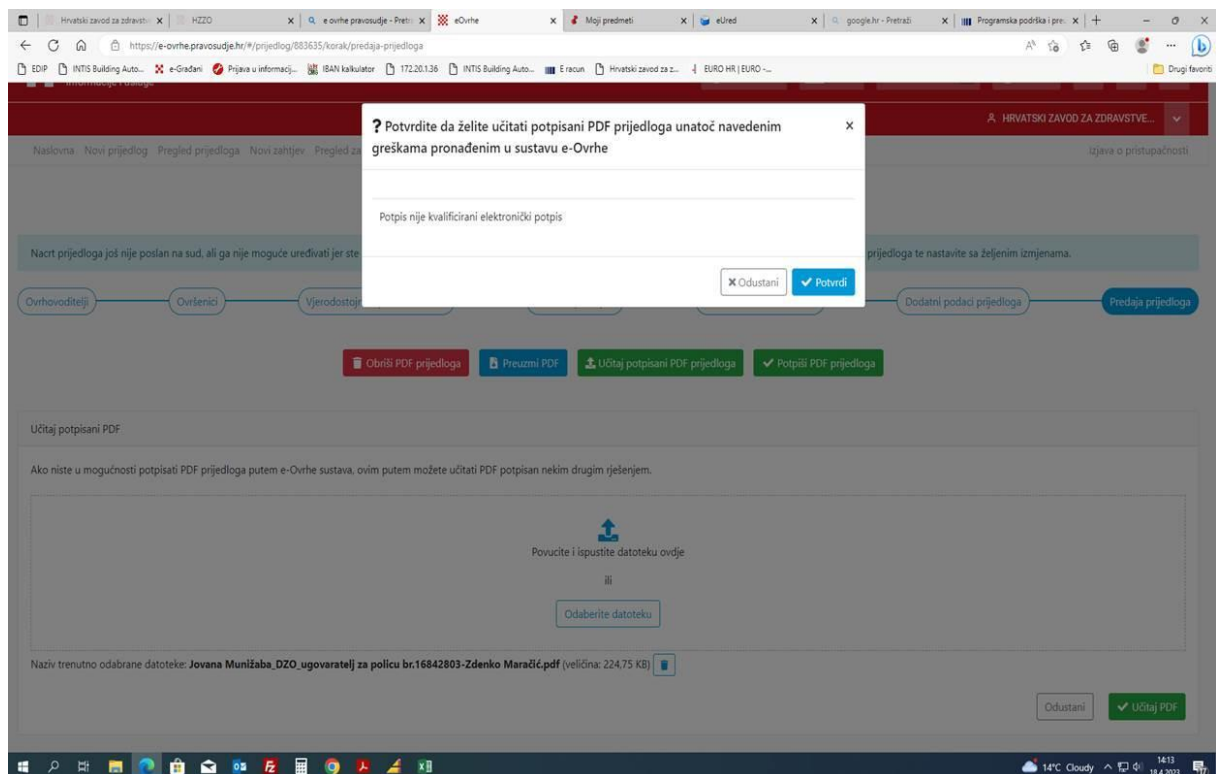 Hrvatski zavod za zdravstv
HZZO
e ovrhe pravosudje - Pretr
eOvrhe
Moji predmeti
eUred
google.hr - Pretraži
Programska podrška i pre
https://e-ovrhe.pravosudje.hr/#/prijedlog/883635/korak/predaja-prijedloga
EDIP
INTIS Building Auto...
e-Građani
Prijava u informacij...
IBAN kalkulator
172.20.1.36
INTIS Building Auto...
E racun
Hrvatski zavod za z...
EURO HR | EURO -...
Drugi favoriti
Informacije i usluge
HRVATSKI ZAVOD ZA ZDRAVSTVE...
Naslovna Novi prijedlog Pregled prijedloga Novi zahtjev Pregled za
Izjava o pristupačnosti
? Potvrdite da želite učitati potpisani PDF prijedloga unatoč navedenim
greškama pronađenim u sustavu e-Ovrhe
Potpis nije kvalificirani elektronički potpis
Odustani
Potvrdi
Nacrt prijedloga još nije poslan na sud, ali ga nije moguće uređivati jer ste
prijedloga te nastavite sa željenim izmjenama.
Ovrhovoditelji
Ovršenici
Vjerodostojn
Dodatni podaci prijedloga
Predaja prijedloga
Obriši PDF prijedloga
Preuzmi PDF
Učitaj potpisani PDF prijedloga
Potpiši PDF prijedloga
Učitaj potpisani PDF
Ako niste u mogućnosti potpisati PDF prijedloga putem e-Ovrhe sustava, ovim putem možete učitati PDF potpisan nekim drugim rješenjem.
Povucite i ispustite datoteku ovdje
ili
Odaberite datoteku
Naziv trenutno odabrane datoteke: Jovana Munižaba_DZO_ugovaratelj za policu br.16842803-Zdenko Maračić.pdf (veličina: 224,75 KB)
Odustani
Učitaj PDF
14°C Cloudy
14:13
18.4.2023